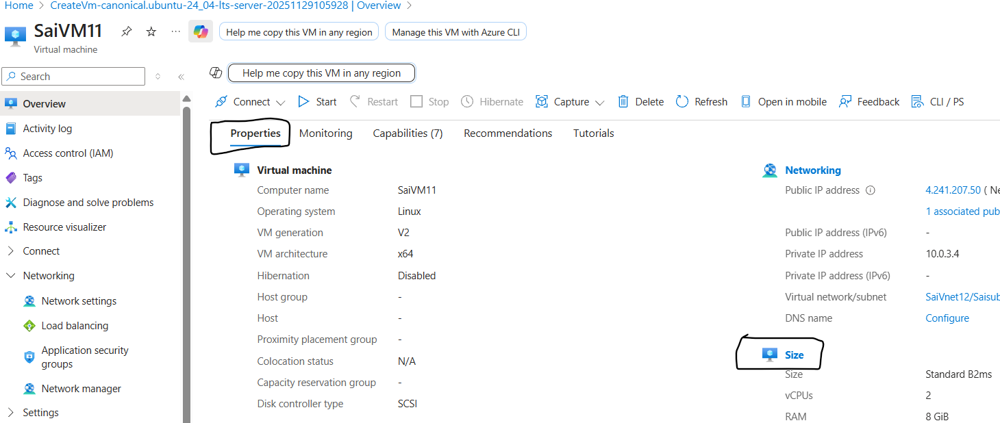 Home > CreateVm-canonical.ubuntu-24_04-lts-server-20251129105928 | Overview >
SaiVM11
Virtual machine
Help me copy this VM in any region
Manage this VM with Azure CLI
Search
Help me copy this VM in any region
Connect Start Restart Stop Hibernate Capture Delete Refresh Open in mobile Feedback CLI / PS
Overview
Activity log
Access control (IAM)
Tags
Diagnose and solve problems
Resource visualizer
Connect
Networking
Network settings
Load balancing
Application security
groups
Network manager
Settings
Properties Monitoring Capabilities (7) Recommendations Tutorials
Virtual machine
Computer name SaiVM11
Operating system Linux
VM generation V2
VM architecture x64
Hibernation Disabled
Host group -
Host -
Proximity placement group -
Colocation status N/A
Capacity reservation group -
Disk controller type SCSI
Networking
Public IP address 4.241.207.50 ( Ne
1 associated pub
Public IP address (IPv6) -
Private IP address 10.0.3.4
Private IP address (IPv6) -
Virtual network/subnet SaiVnet12/Saisub
DNS name Configure
Size
Size Standard B2ms
vCPUs 2
RAM 8 GiB